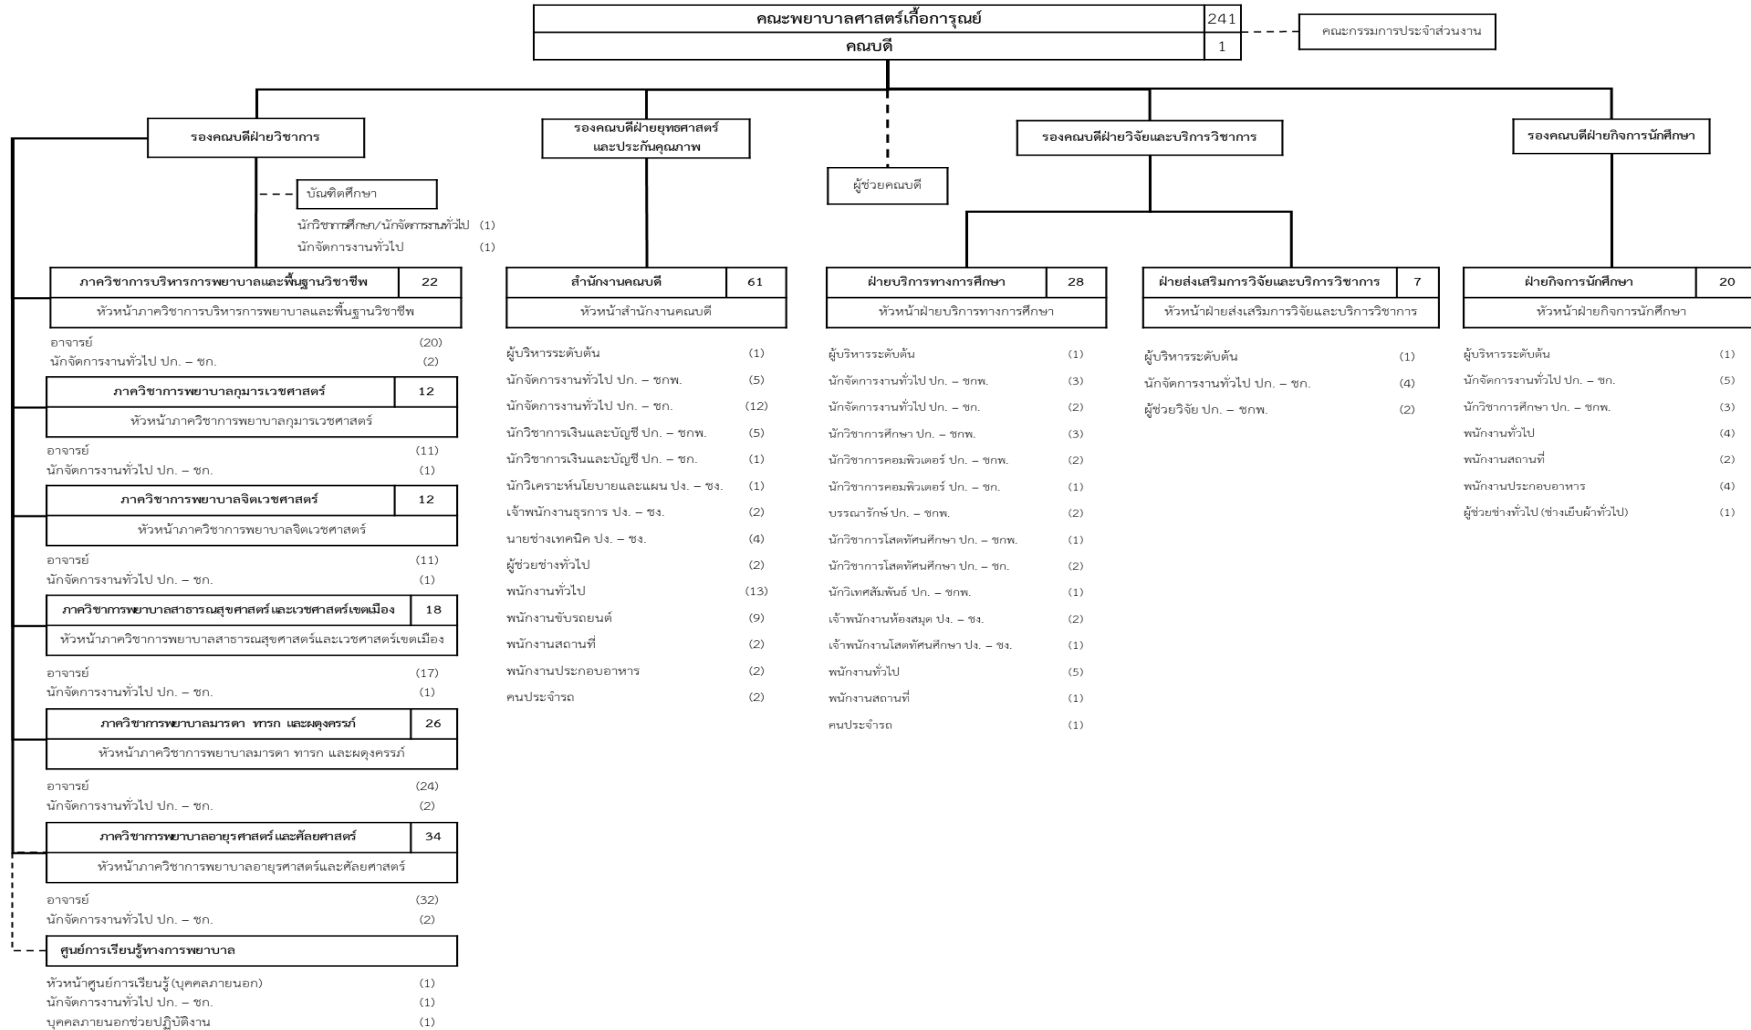 คณะพยาบาลศาสตร์เกื้อการุณย์ 241
คณบดี 1
คณะกรรมการประจำส่วนงาน
รองคณบดีฝ่ายวิชาการ
รองคณบดีฝ่ายยุทธศาสตร์
และประกันคุณภาพ
รองคณบดีฝ่ายวิจัยและบริการวิชาการ
รองคณบดีฝ่ายกิจการนักศึกษา
ผู้ช่วยคณบดี
บัณฑิตศึกษา
นักวิชาการศึกษา/นักจัดการงานทั่วไป (1)
นักจัดการงานทั่วไป (1)
ภาควิชาการบริหารการพยาบาลและพื้นฐานวิชาชีพ 22
หัวหน้าภาควิชาการบริหารการพยาบาลและพื้นฐานวิชาชีพ
อาจารย์ (20)
นักจัดการงานทั่วไป ปก. – ชก. (2)
ภาควิชาการพยาบาลกุมารเวชศาสตร์ 12
หัวหน้าภาควิชาการพยาบาลกุมารเวชศาสตร์
อาจารย์ (11)
นักจัดการงานทั่วไป ปก. – ชก. (1)
ภาควิชาการพยาบาลจิตเวชศาสตร์ 12
หัวหน้าภาควิชาการพยาบาลจิตเวชศาสตร์
อาจารย์ (11)
นักจัดการงานทั่วไป ปก. – ชก. (1)
ภาควิชาการพยาบาลสาธารณสุขศาสตร์และเวชศาสตร์เขตเมือง 18
หัวหน้าภาควิชาการพยาบาลสาธารณสุขศาสตร์และเวชศาสตร์เขตเมือง
อาจารย์ (17)
นักจัดการงานทั่วไป ปก. – ชก. (1)
ภาควิชาการพยาบาลมารดา ทารก และผดุงครรภ์ 26
หัวหน้าภาควิชาการพยาบาลมารดา ทารก และผดุงครรภ์
อาจารย์ (24)
นักจัดการงานทั่วไป ปก. – ชก. (2)
ภาควิชาการพยาบาลอายุรศาสตร์และศัลยศาสตร์ 34
หัวหน้าภาควิชาการพยาบาลอายุรศาสตร์และศัลยศาสตร์
อาจารย์ (32)
นักจัดการงานทั่วไป ปก. – ชก. (2)
ศูนย์การเรียนรู้ทางการพยาบาล
หัวหน้าศูนย์การเรียนรู้ (บุคคลภายนอก) (1)
นักจัดการงานทั่วไป ปก. – ชก. (1)
บุคคลภายนอกช่วยปฏิบัติงาน (1)
สำนักงานคณบดี 61
หัวหน้าสำนักงานคณบดี
ผู้บริหารระดับต้น (1)
นักจัดการงานทั่วไป ปก. – ชกพ. (5)
นักจัดการงานทั่วไป ปก. – ชก. (12)
นักวิชาการเงินและบัญชี ปก. – ชกพ. (5)
นักวิชาการเงินและบัญชี ปก. – ชก. (1)
นักวิเคราะห์นโยบายและแผน ปง. – ชง. (1)
เจ้าพนักงานธุรการ ปง. – ชง. (2)
นายช่างเทคนิค ปง. – ชง. (4)
ผู้ช่วยช่างทั่วไป (2)
พนักงานทั่วไป (13)
พนักงานขับรถยนต์ (9)
พนักงานสถานที่ (2)
พนักงานประกอบอาหาร (2)
คนประจำรถ (2)
ฝ่ายบริการทางการศึกษา 28
หัวหน้าฝ่ายบริการทางการศึกษา
ผู้บริหารระดับต้น (1)
นักจัดการงานทั่วไป ปก. – ชกพ. (3)
นักจัดการงานทั่วไป ปก. – ชก. (2)
นักวิชาการศึกษา ปก. – ชกพ. (3)
นักวิชาการคอมพิวเตอร์ ปก. – ชกพ. (2)
นักวิชาการคอมพิวเตอร์ ปก. – ชก. (1)
บรรณารักษ์ ปก. – ชกพ. (2)
นักวิชาการโสตทัศนศึกษา ปก. – ชกพ. (1)
นักวิชาการโสตทัศนศึกษา ปก. – ชก. (2)
นักวิเทศสัมพันธ์ ปก. – ชกพ. (1)
เจ้าพนักงานห้องสมุด ปง. – ชง. (2)
เจ้าพนักงานโสตทัศนศึกษา ปง. – ชง. (1)
พนักงานทั่วไป (5)
พนักงานสถานที่ (1)
คนประจำรถ (1)
ฝ่ายส่งเสริมการวิจัยและบริการวิชาการ 7
หัวหน้าฝ่ายส่งเสริมการวิจัยและบริการวิชาการ
ผู้บริหารระดับต้น (1)
นักจัดการงานทั่วไป ปก. – ชก. (4)
ผู้ช่วยวิจัย ปก. – ชกพ. (2)
ฝ่ายกิจการนักศึกษา 20
หัวหน้าฝ่ายกิจการนักศึกษา
ผู้บริหารระดับต้น (1)
นักจัดการงานทั่วไป ปก. – ชก. (5)
นักวิชาการศึกษา ปก. – ชกพ. (3)
พนักงานทั่วไป (4)
พนักงานสถานที่ (2)
พนักงานประกอบอาหาร (4)
ผู้ช่วยช่างทั่วไป (ช่างเย็บผ้าทั่วไป) (1)